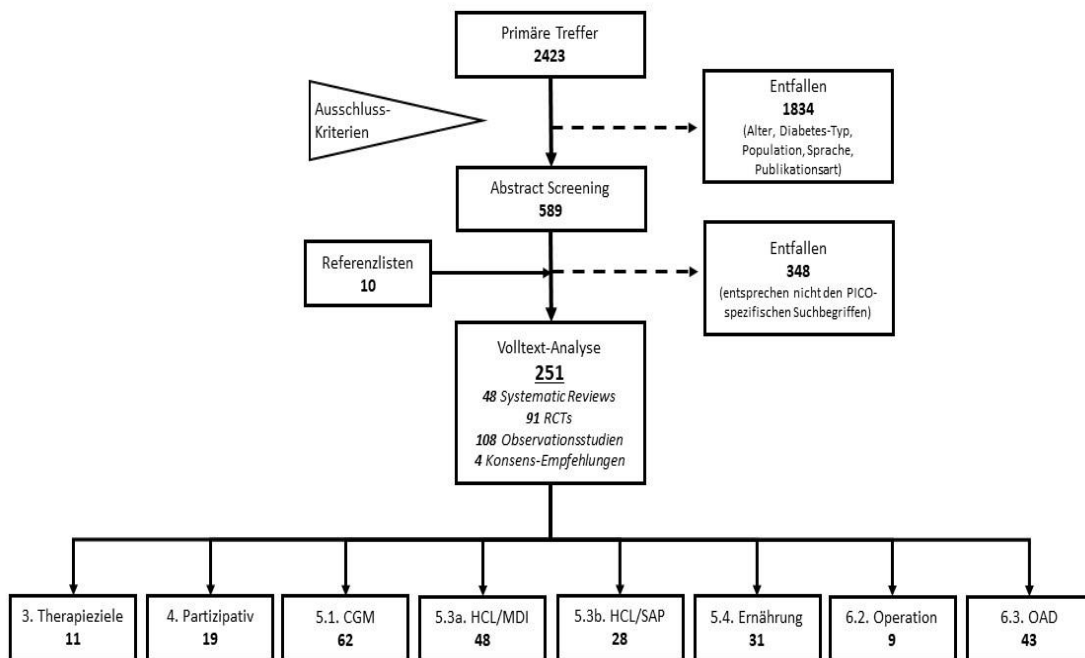 Primäre Treffer
2423
Ausschluss-
Kriterien
Entfallen
1834
(Alter, Diabetes-Typ,
Population, Sprache,
Publikationsart)
Abstract Screening
589
Referenzlisten
10
Entfallen
348
(entsprechen nicht den PICO-
spezifischen Suchbegriffen)
Volltext-Analyse
251
48 Systematic Reviews
91 RCTs
108 Observationsstudien
4 Konsens-Empfehlungen
3. Therapieziele
11
4. Partizipativ
19
5.1. CGM
62
5.3a. HCL/MDI
48
5.3b. HCL/SAP
28
5.4. Ernährung
31
6.2. Operation
9
6.3. OAD
43